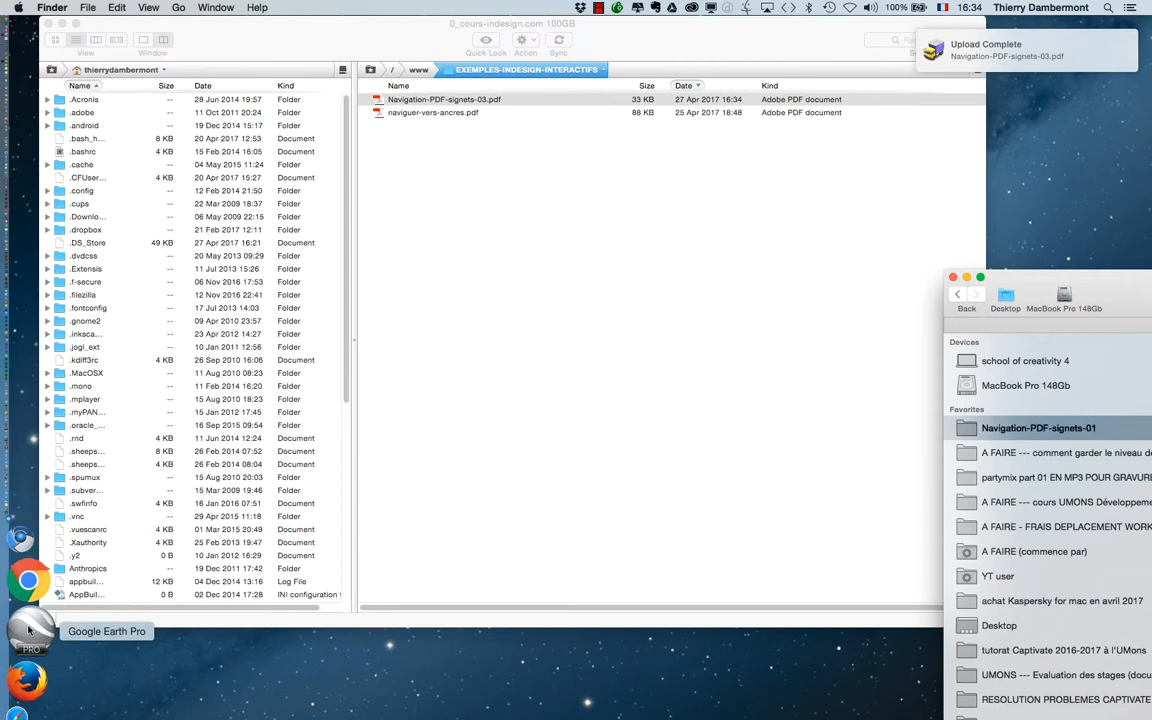 Finder File Edit View Go Window Help
100% 16:34 Thierry Dambermont
0_cours-indesign.com 100GB
View Window Quick Look Action Sync
Upload Complete
Navigation-PDF-signets-03.pdf
thierrydambermont
/ www EXEMPLES-INDESIGN-INTERACTIFS
Name Size Date Kind
.Acronis -- 28 Jun 2014 19:57 Folder
.adobe -- 11 Oct 2011 20:24 Folder
.android -- 19 Dec 2014 15:17 Folder
.bash_h... 8 KB 20 Apr 2017 12:53 Document
.bashrc 4 KB 15 Feb 2014 16:05 Document
.cache -- 04 May 2015 11:24 Folder
.CFUser... 4 KB 20 Apr 2017 15:27 Document
.config -- 12 Feb 2014 21:50 Folder
.cups -- 22 Mar 2009 18:37 Folder
.Downlo... -- 06 May 2009 22:15 Folder
.dropbox -- 21 Feb 2017 12:11 Folder
.DS_Store 49 KB 27 Apr 2017 16:21 Document
.dvdcss -- 20 May 2013 09:29 Folder
.Extensis -- 11 Jul 2013 15:26 Folder
.f-secure -- 06 Nov 2016 17:53 Folder
.filezilla -- 12 Nov 2016 22:41 Folder
.fontconfig -- 17 Jul 2013 14:03 Folder
.gnome2 -- 09 Apr 2010 23:57 Folder
.inksca... -- 23 Apr 2012 14:27 Folder
.jogl_ext -- 10 Jan 2011 12:56 Folder
.kdiff3rc 4 KB 26 Sep 2010 16:06 Document
.MacOSX -- 11 Aug 2010 08:23 Folder
.mono -- 11 Feb 2014 16:20 Folder
.mplayer -- 15 Aug 2010 18:23 Folder
.myPAN... -- 15 Jan 2012 17:45 Folder
.oracle_... -- 16 Sep 2015 09:54 Folder
.rnd 4 KB 11 Jun 2014 12:24 Document
.sheeps... 8 KB 26 Feb 2014 07:52 Document
.sheeps... 4 KB 26 Feb 2014 08:04 Document
.spumux -- 15 Aug 2010 20:03 Folder
.subver... -- 15 Mar 2009 19:46 Folder
.swfinfo 4 KB 16 Jan 2016 07:51 Document
.vnc -- 29 Apr 2015 11:18 Folder
.vuescanrc 4 KB 01 Mar 2015 20:49 Document
.Xauthority 4 KB 25 Feb 2013 19:47 Document
.y2 0 B 10 Jan 2012 16:29 Document
Anthropics -- 19 Dec 2011 17:42 Folder
appbuil... 12 KB 04 Dec 2014 13:16 Log File
AppBuil... 0 B 02 Dec 2014 17:28 INI configuration f
Name Size Date Kind
Navigation-PDF-signets-03.pdf 33 KB 27 Apr 2017 16:34 Adobe PDF document
naviguer-vers-ancres.pdf 88 KB 25 Apr 2017 18:48 Adobe PDF document
Back Desktop MacBook Pro 148Gb
Devices
school of creativity 4
MacBook Pro 148Gb
Favorites
Navigation-PDF-signets-01
A FAIRE --- comment garder le niveau de
partymix part 01 EN MP3 POUR GRAVURE
A FAIRE --- cours UMONS Développeme
A FAIRE - FRAIS DEPLACEMENT WORK
A FAIRE (commence par)
YT user
achat Kaspersky for mac en avril 2017
Desktop
tutorat Captivate 2016-2017 à l'UMons
UMONS --- Evaluation des stages (docu
RESOLUTION PROBLEMES CAPTIVATE
Google Earth Pro
PRO